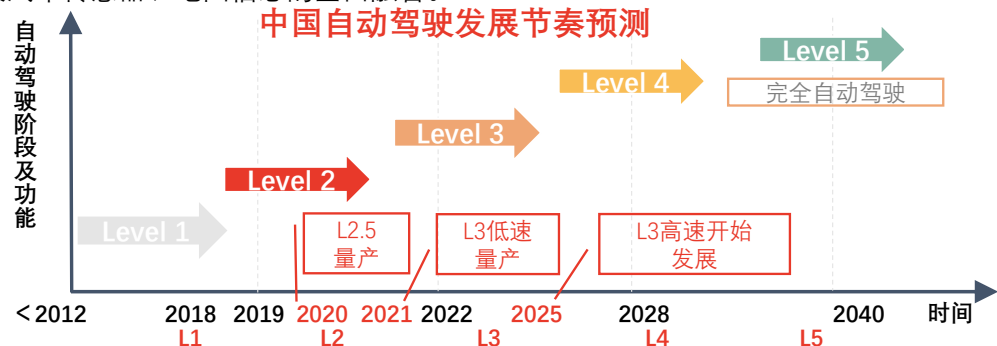 中国自动驾驶发展节奏预测
自动驾驶阶段及功能
Level 5
完全自动驾驶
Level 4
Level 3
Level 2
Level 1
L2.5
量产
L3低速
量产
L3高速开始
发展
<2012 2018 2019 2020 2021 2022 2025 2028 2040 时间
L1 L2 L3 L4 L5